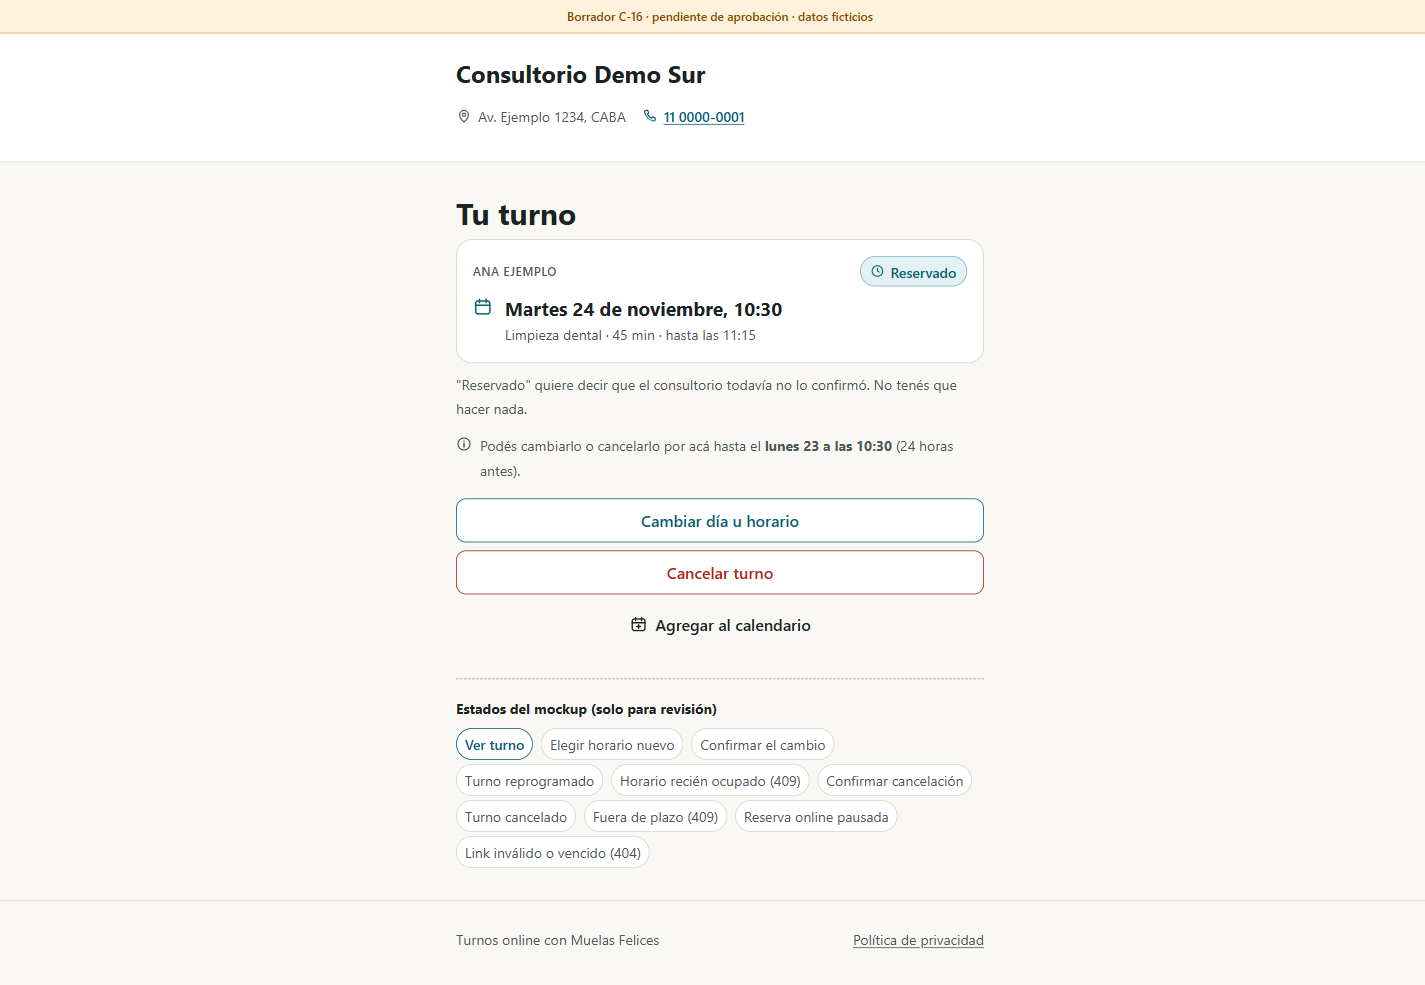 Borrador C-16 · pendiente de aprobación · datos ficticios
Consultorio Demo Sur
Av. Ejemplo 1234, CABA 11 0000-0001
Tu turno
ANA EJEMPLO Reservado
Martes 24 de noviembre, 10:30
Limpieza dental · 45 min · hasta las 11:15
"Reservado" quiere decir que el consultorio todavía no lo confirmó. No tenés que
hacer nada.
Podés cambiarlo o cancelarlo por acá hasta el lunes 23 a las 10:30 (24 horas
antes).
Cambiar día u horario
Cancelar turno
Agregar al calendario
Estados del mockup (solo para revisión)
Ver turno Elegir horario nuevo Confirmar el cambio
Turno reprogramado Horario recién ocupado (409) Confirmar cancelación
Turno cancelado Fuera de plazo (409) Reserva online pausada
Link inválido o vencido (404)
Turnos online con Muelas Felices Política de privacidad